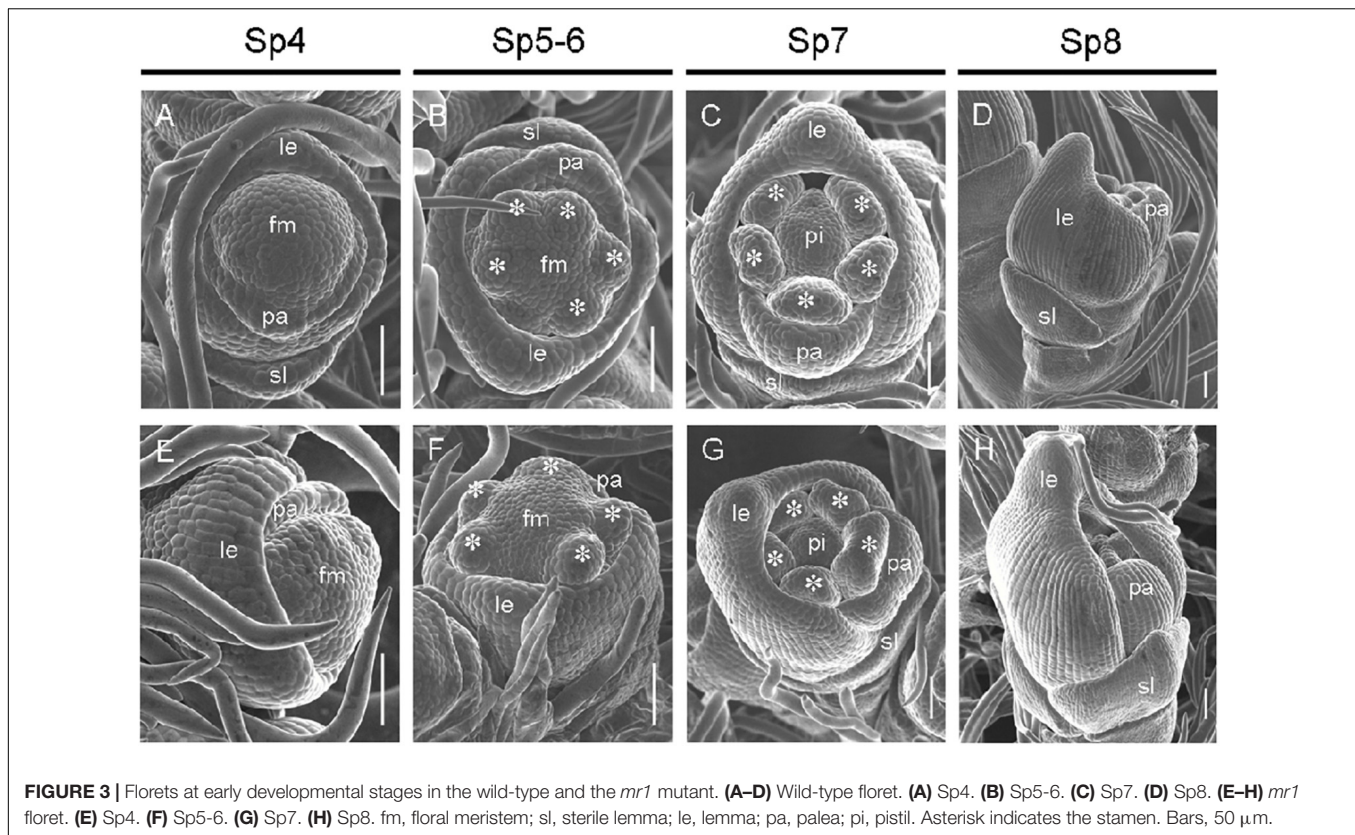 Sp4 Sp5-6 Sp7 Sp8
A le fm pa sl
B sl pa * * * fm * * le
C le * * pi * * * pa sl
D le pa sl
E pa le fm
F * pa * fm * * * le
G le * * pi * * * pa sl
H le pa sl
FIGURE 3 | Florets at early developmental stages in the wild-type and the mr1 mutant. (A–D) Wild-type floret. (A) Sp4. (B) Sp5-6. (C) Sp7. (D) Sp8. (E–H) mr1
floret. (E) Sp4. (F) Sp5-6. (G) Sp7. (H) Sp8. fm, floral meristem; sl, sterile lemma; le, lemma; pa, palea; pi, pistil. Asterisk indicates the stamen. Bars, 50 μm.